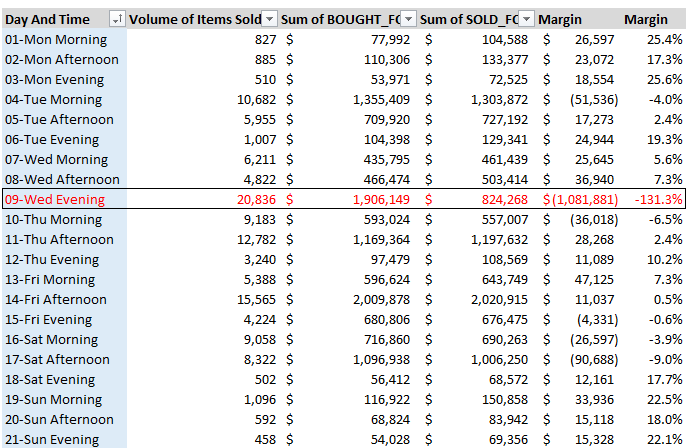 Day And Time Volume of Items Sold Sum of BOUGHT_FO Sum of SOLD_FO Margin Margin
01-Mon Morning 827 $ 77,992 $ 104,588 $ 26,597 25.4%
02-Mon Afternoon 885 $ 110,306 $ 133,377 $ 23,072 17.3%
03-Mon Evening 510 $ 53,971 $ 72,525 $ 18,554 25.6%
04-Tue Morning 10,682 $ 1,355,409 $ 1,303,872 $ (51,536) -4.0%
05-Tue Afternoon 5,955 $ 709,920 $ 727,192 $ 17,273 2.4%
06-Tue Evening 1,007 $ 104,398 $ 129,341 $ 24,944 19.3%
07-Wed Morning 6,211 $ 435,795 $ 461,439 $ 25,645 5.6%
08-Wed Afternoon 4,822 $ 466,474 $ 503,414 $ 36,940 7.3%
09-Wed Evening 20,836 $ 1,906,149 $ 824,268 $(1,081,881) -131.3%
10-Thu Morning 9,183 $ 593,024 $ 557,007 $ (36,018) -6.5%
11-Thu Afternoon 12,782 $ 1,169,364 $ 1,197,632 $ 28,268 2.4%
12-Thu Evening 3,240 $ 97,479 $ 108,569 $ 11,089 10.2%
13-Fri Morning 5,388 $ 596,624 $ 643,749 $ 47,125 7.3%
14-Fri Afternoon 15,565 $ 2,009,878 $ 2,020,915 $ 11,037 0.5%
15-Fri Evening 4,224 $ 680,806 $ 676,475 $ (4,331) -0.6%
16-Sat Morning 9,058 $ 716,860 $ 690,263 $ (26,597) -3.9%
17-Sat Afternoon 8,322 $ 1,096,938 $ 1,006,250 $ (90,688) -9.0%
18-Sat Evening 502 $ 56,412 $ 68,572 $ 12,161 17.7%
19-Sun Morning 1,096 $ 116,922 $ 150,858 $ 33,936 22.5%
20-Sun Afternoon 592 $ 68,824 $ 83,942 $ 15,118 18.0%
21-Sun Evening 458 $ 54,028 $ 69,356 $ 15,328 22.1%